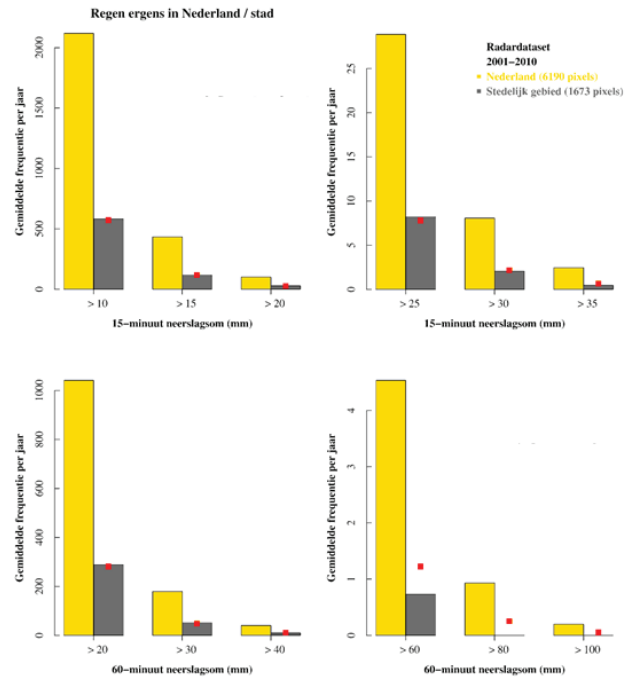 Regen ergens in Nederland / stad
Gemiddelde frequentie per jaar
2000
1500
1000
500
0
> 10
> 15
> 20
15−minuut neerslagsom (mm)
Radardataset
2001−2010
Nederland (6190 pixels)
Stedelijk gebied (1673 pixels)
Gemiddelde frequentie per jaar
25
20
15
10
5
0
> 25
> 30
> 35
15−minuut neerslagsom (mm)
Gemiddelde frequentie per jaar
1000
800
600
400
200
0
> 20
> 30
> 40
60−minuut neerslagsom (mm)
Gemiddelde frequentie per jaar
4
3
2
1
0
> 60
> 80
> 100
60−minuut neerslagsom (mm)